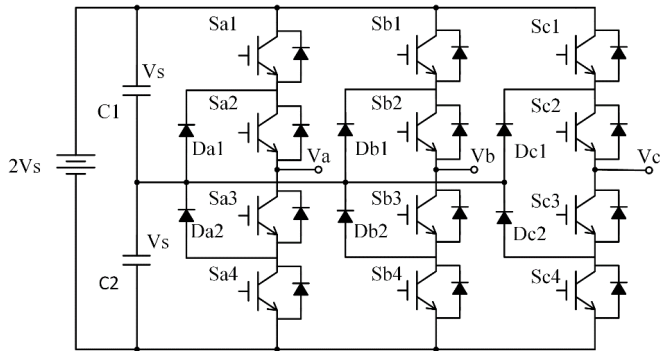 Sa1
Sb1
Sc1
Vs
C1
Sa2
Sb2
Sc2
Da1
Db1
Dc1
2Vs
Va
Vb
Vc
Vs
Sa3
Sb3
Sc3
Da2
Db2
Dc2
C2
Sa4
Sb4
Sc4